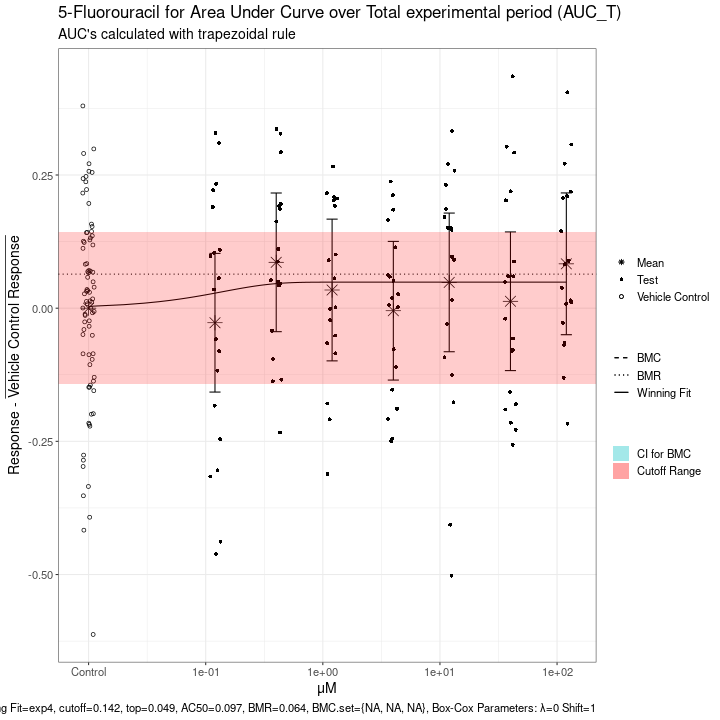 5-Fluorouracil for Area Under Curve over Total experimental period (AUC_T)
AUC's calculated with trapezoidal rule
Response - Vehicle Control Response
0.25
0.00
-0.25
-0.50
Control
1e-01
1e+00
1e+01
1e+02
µM
Mean
Test
Vehicle Control
BMC
BMR
Winning Fit
CI for BMC
Cutoff Range
g Fit=exp4, cutoff=0.142, top=0.049, AC50=0.097, BMR=0.064, BMC.set={NA, NA, NA}, Box-Cox Parameters: λ=0 Shift=1